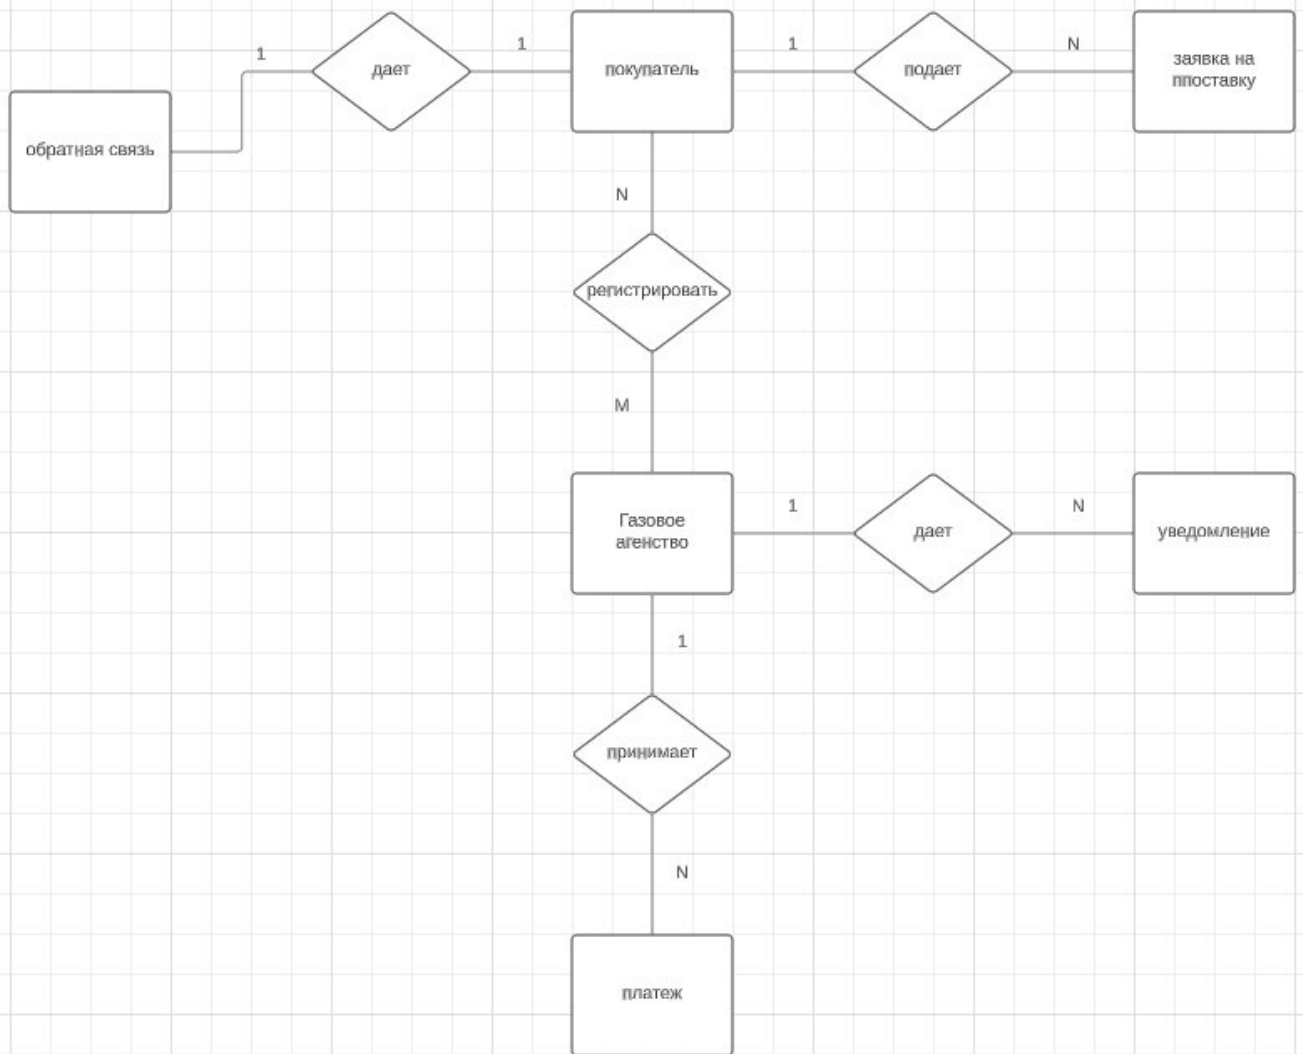 1
дает
1
покупатель
1
подает
N
заявка на
ппоставку
обратная связь
N
регистрировать
M
Газовое
агенство
1
дает
N
уведомление
1
принимает
N
платеж